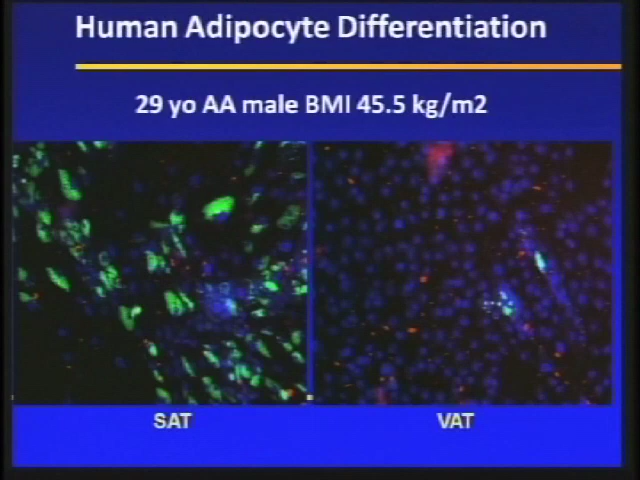 Human Adipocyte Differentiation
29 yo AA male BMI 45.5 kg/m2
SAT
VAT